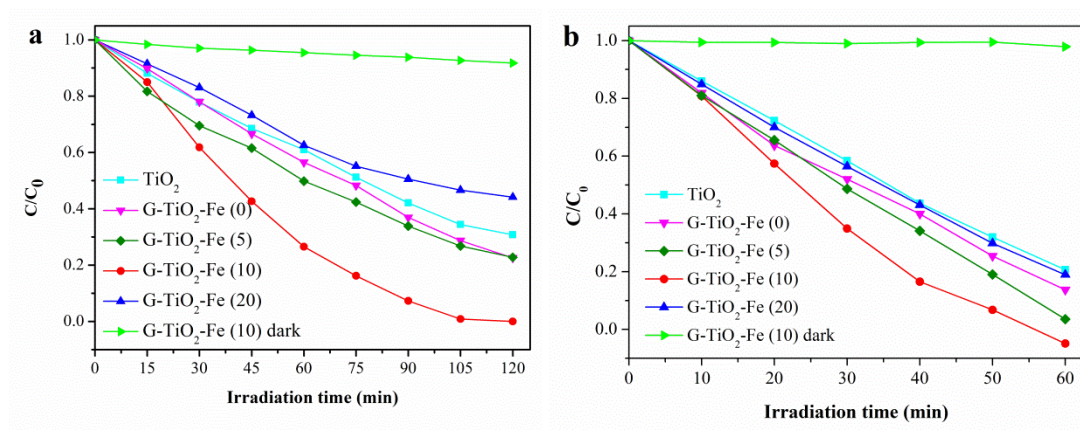 a
1.0
0.8
0.6
0.4
0.2
0.0
C/C0
TiO2
G-TiO2-Fe (0)
G-TiO2-Fe (5)
G-TiO2-Fe (10)
G-TiO2-Fe (20)
G-TiO2-Fe (10) dark
0 15 30 45 60 75 90 105 120
Irradiation time (min)
b
1.0
0.8
0.6
0.4
0.2
0.0
C/C0
TiO2
G-TiO2-Fe (0)
G-TiO2-Fe (5)
G-TiO2-Fe (10)
G-TiO2-Fe (20)
G-TiO2-Fe (10) dark
0 10 20 30 40 50 60
Irradiation time (min)